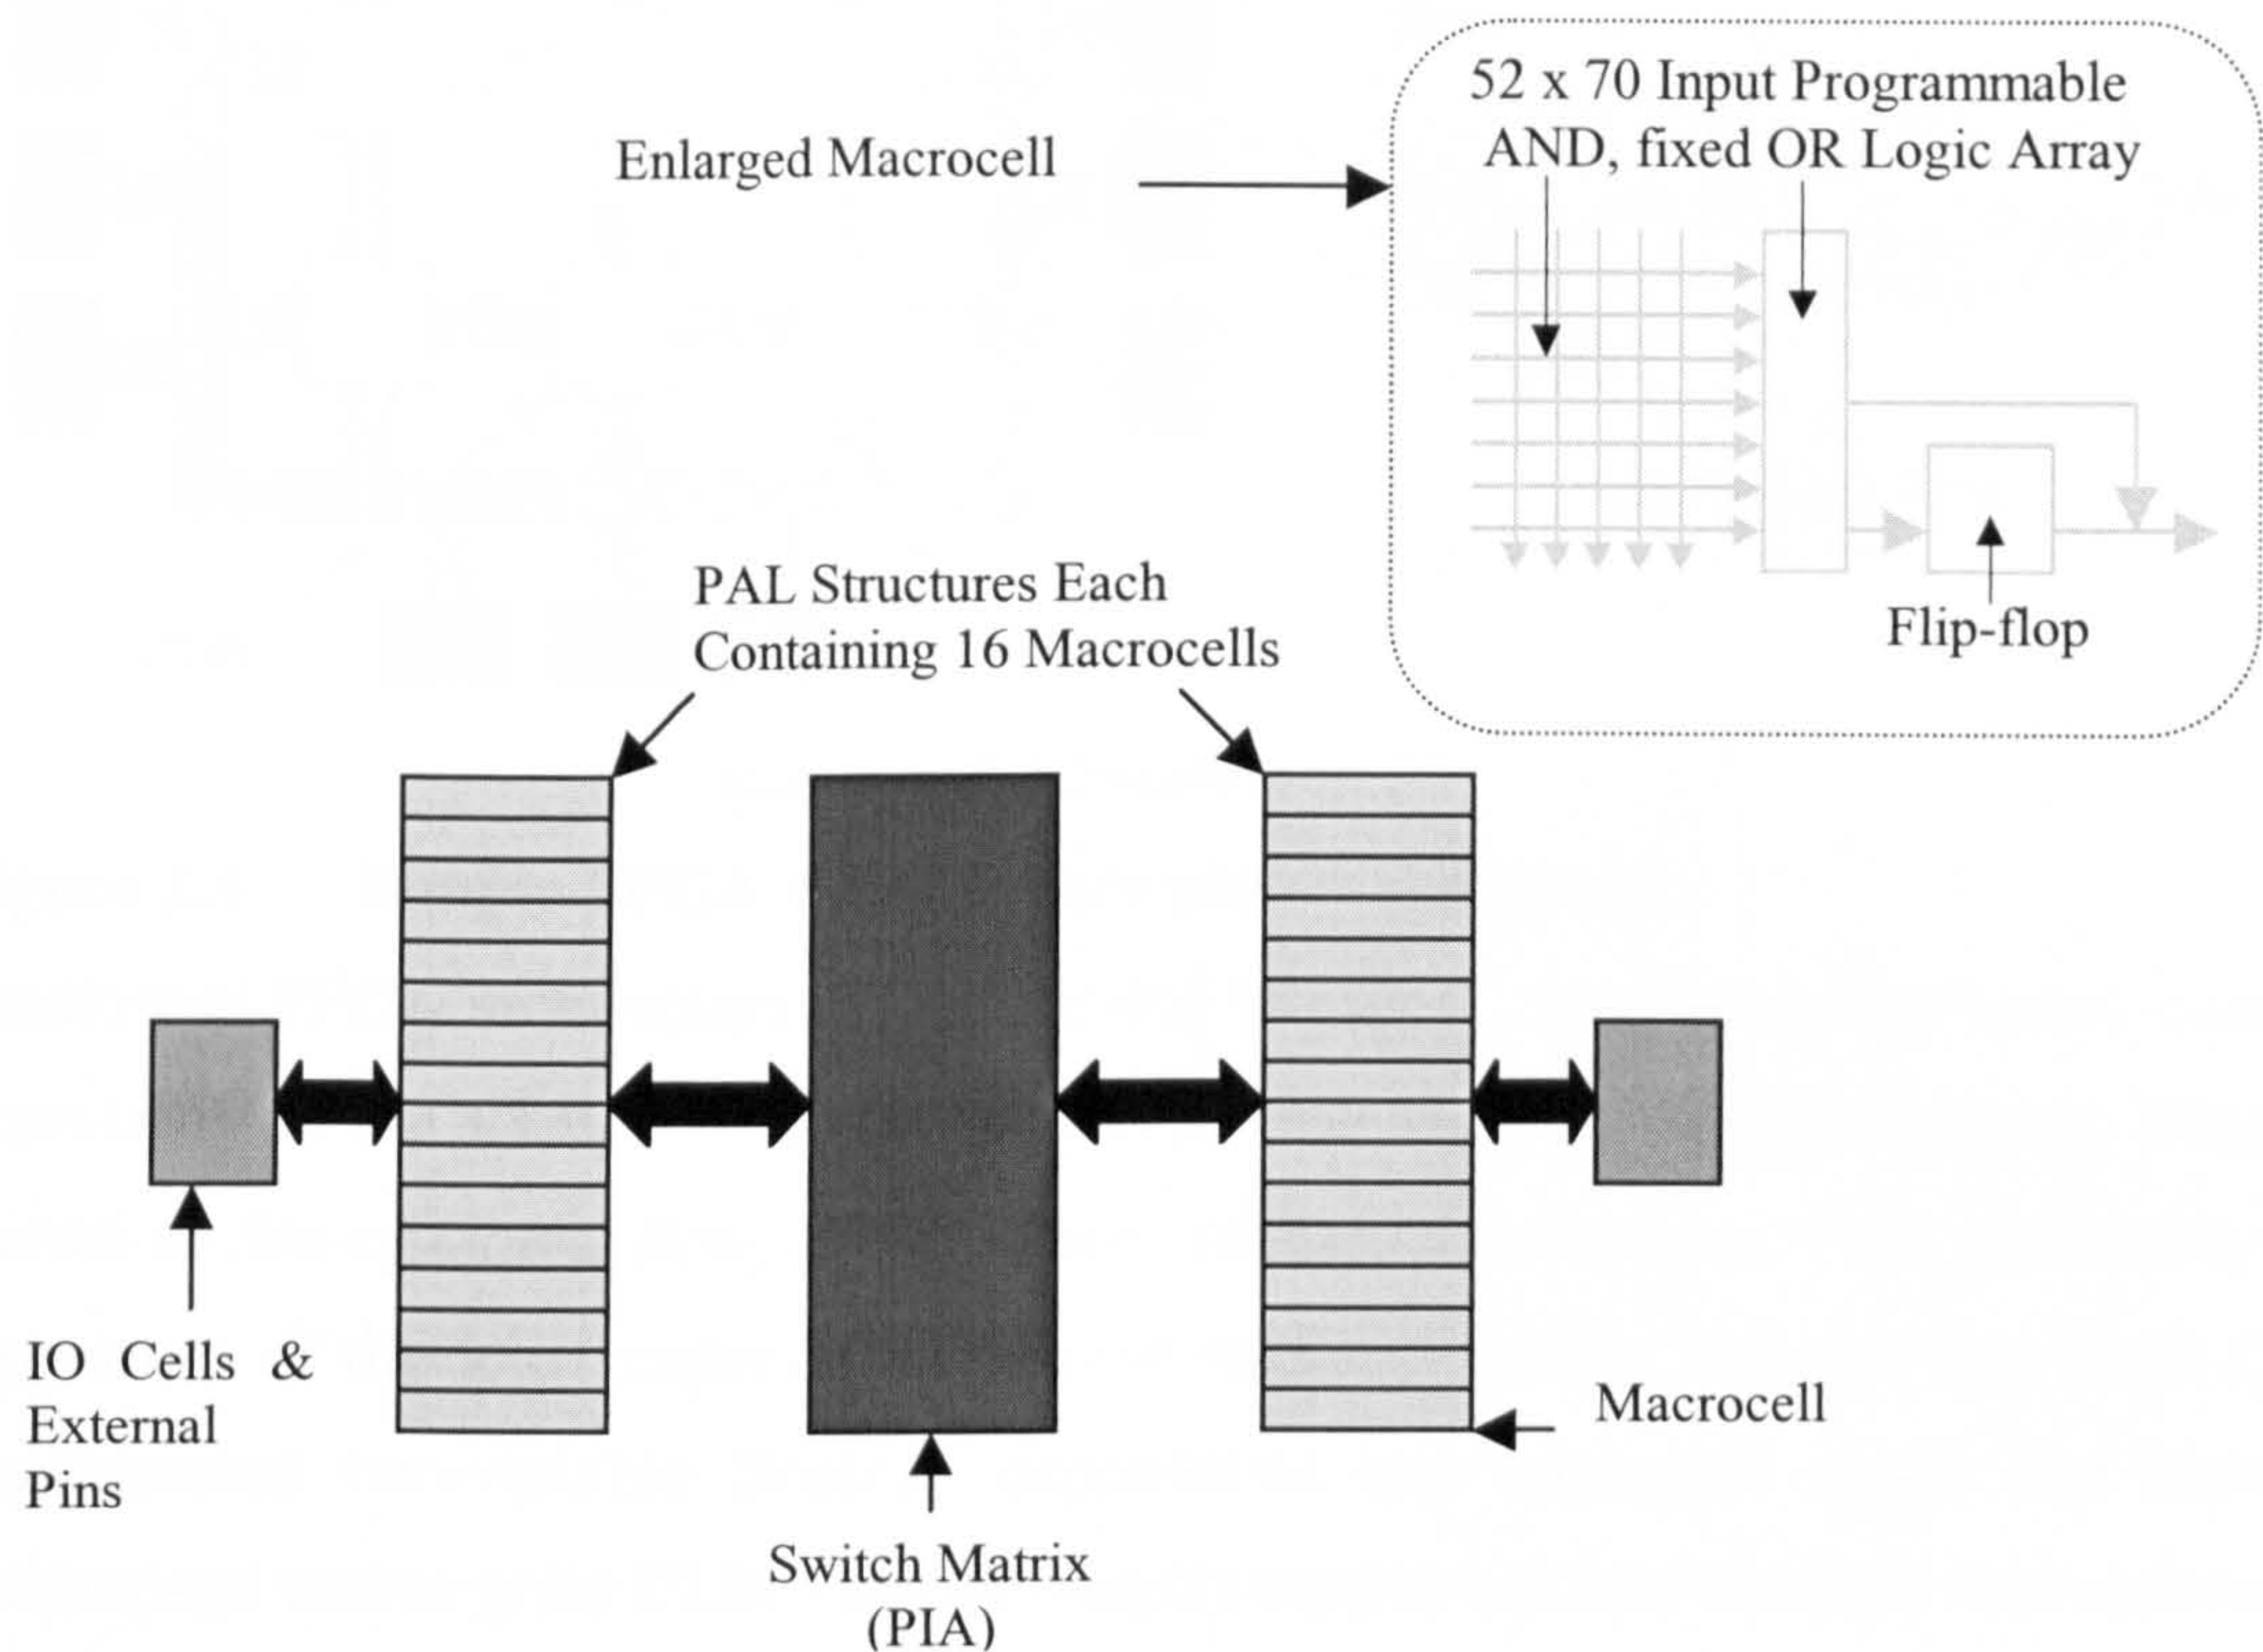 52 x 70 Input Programmable
AND, fixed OR Logic Array
Enlarged Macrocell
Flip-flop
PAL Structures Each
Containing 16 Macrocells
IO Cells &
External
Pins
Macrocell
Switch Matrix
(PIA)